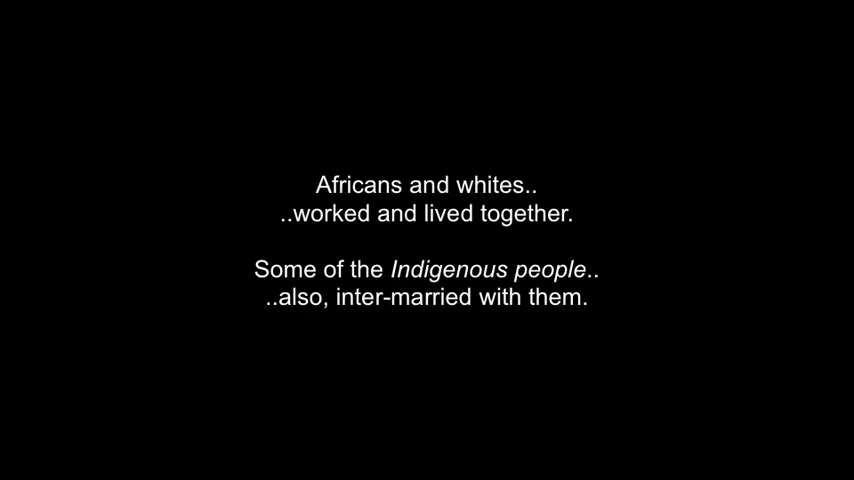 Africans and whites..
..worked and lived together.
Some of the Indigenous people..
..also, inter-married with them.